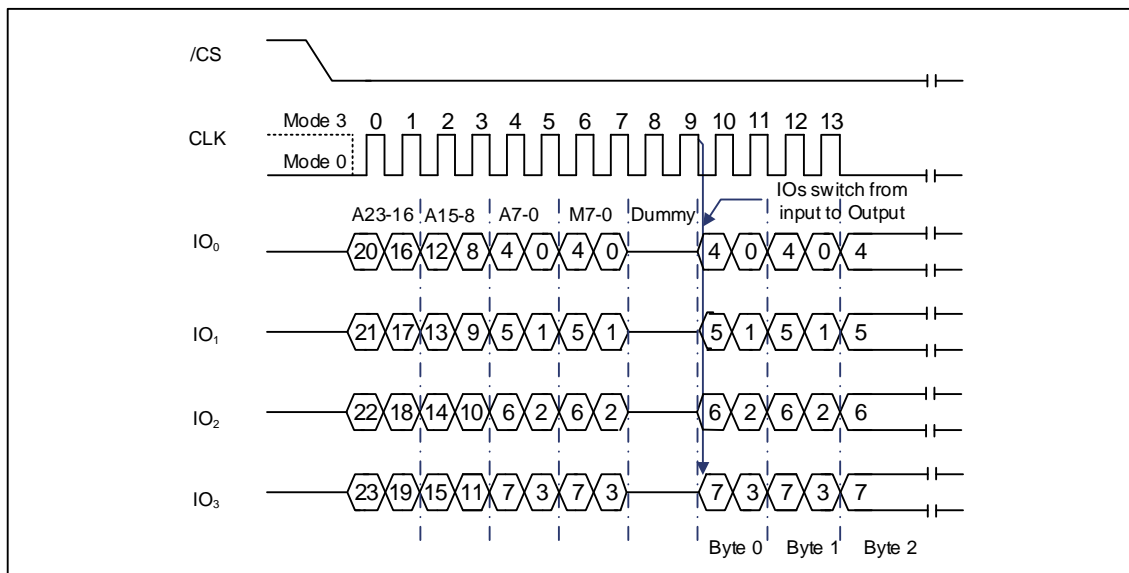 /CS
Mode 3
0 1 2 3 4 5 6 7 8 9 10 11 12 13
CLK
Mode 0
IOs switch from
input to Output
A23-16 A15-8 A7-0 M7-0 Dummy
IO0 20 16 12 8 4 0 4 0 4 0 4 0 4
IO1 21 17 13 9 5 1 5 1 5 1 5 1 5
IO2 22 18 14 10 6 2 6 2 6 2 6 2 6
IO3 23 19 15 11 7 3 7 3 7 3 7 3 7
Byte 0 Byte 1 Byte 2